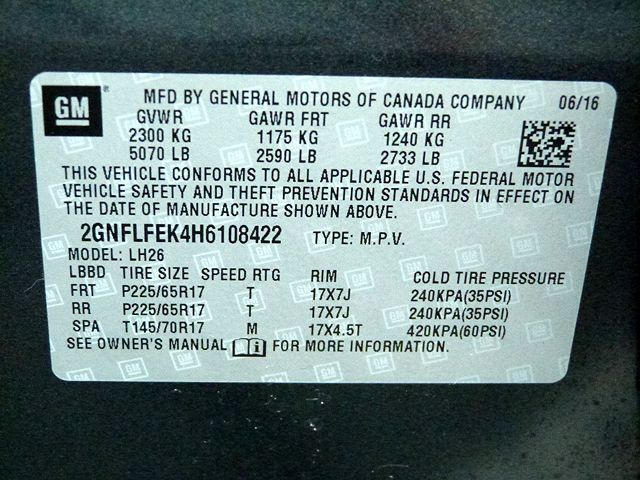 GM ® MFD BY GENERAL MOTORS OF CANADA COMPANY 06/16
GVWR GAWR FRT GAWR RR
2300 KG 1175 KG 1240 KG
5070 LB 2590 LB 2733 LB
THIS VEHICLE CONFORMS TO ALL APPLICABLE U.S. FEDERAL MOTOR
VEHICLE SAFETY AND THEFT PREVENTION STANDARDS IN EFFECT ON
THE DATE OF MANUFACTURE SHOWN ABOVE.
2GNFLFEK4H6108422 TYPE: M.P.V.
MODEL: LH26
LBBD TIRE SIZE SPEED RTG RIM COLD TIRE PRESSURE
FRT P225/65R17 T 17X7J 240KPA(35PSI)
RR P225/65R17 T 17X7J 240KPA(35PSI)
SPA T145/70R17 M 17X4.5T 420KPA(60PSI)
SEE OWNER'S MANUAL i FOR MORE INFORMATION.